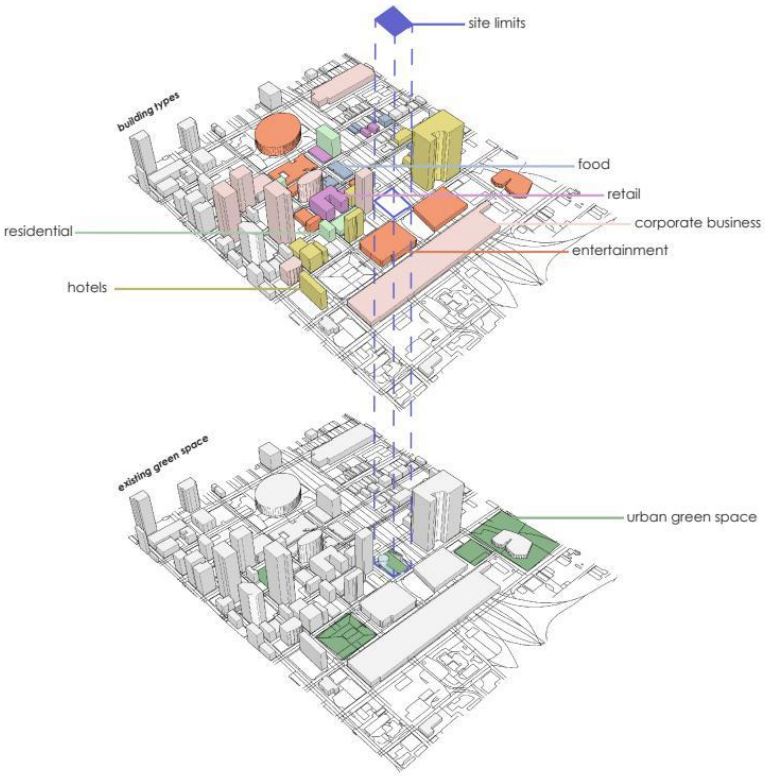 site limits
building types
food
retail
corporate business
residential
entertainment
hotels
existing green space
urban green space